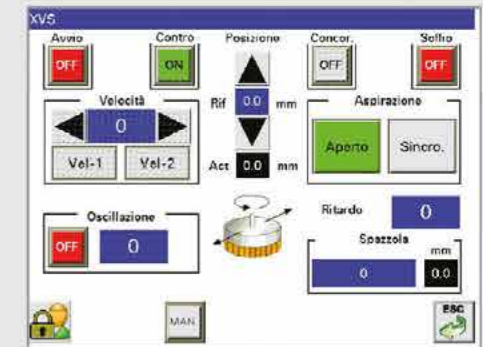 XVS
Avvio Contro Posizione Concor. Soffio
OFF ON OFF OFF
Velocità
0
Vel-1 Vel-2
Rif 0.0 mm
Act 0.0 mm
Aspirazione
Aperto Sincro.
Oscillazione
OFF 0
Ritardo 0
Spazzola
mm
0 0.0
MAN
ESC